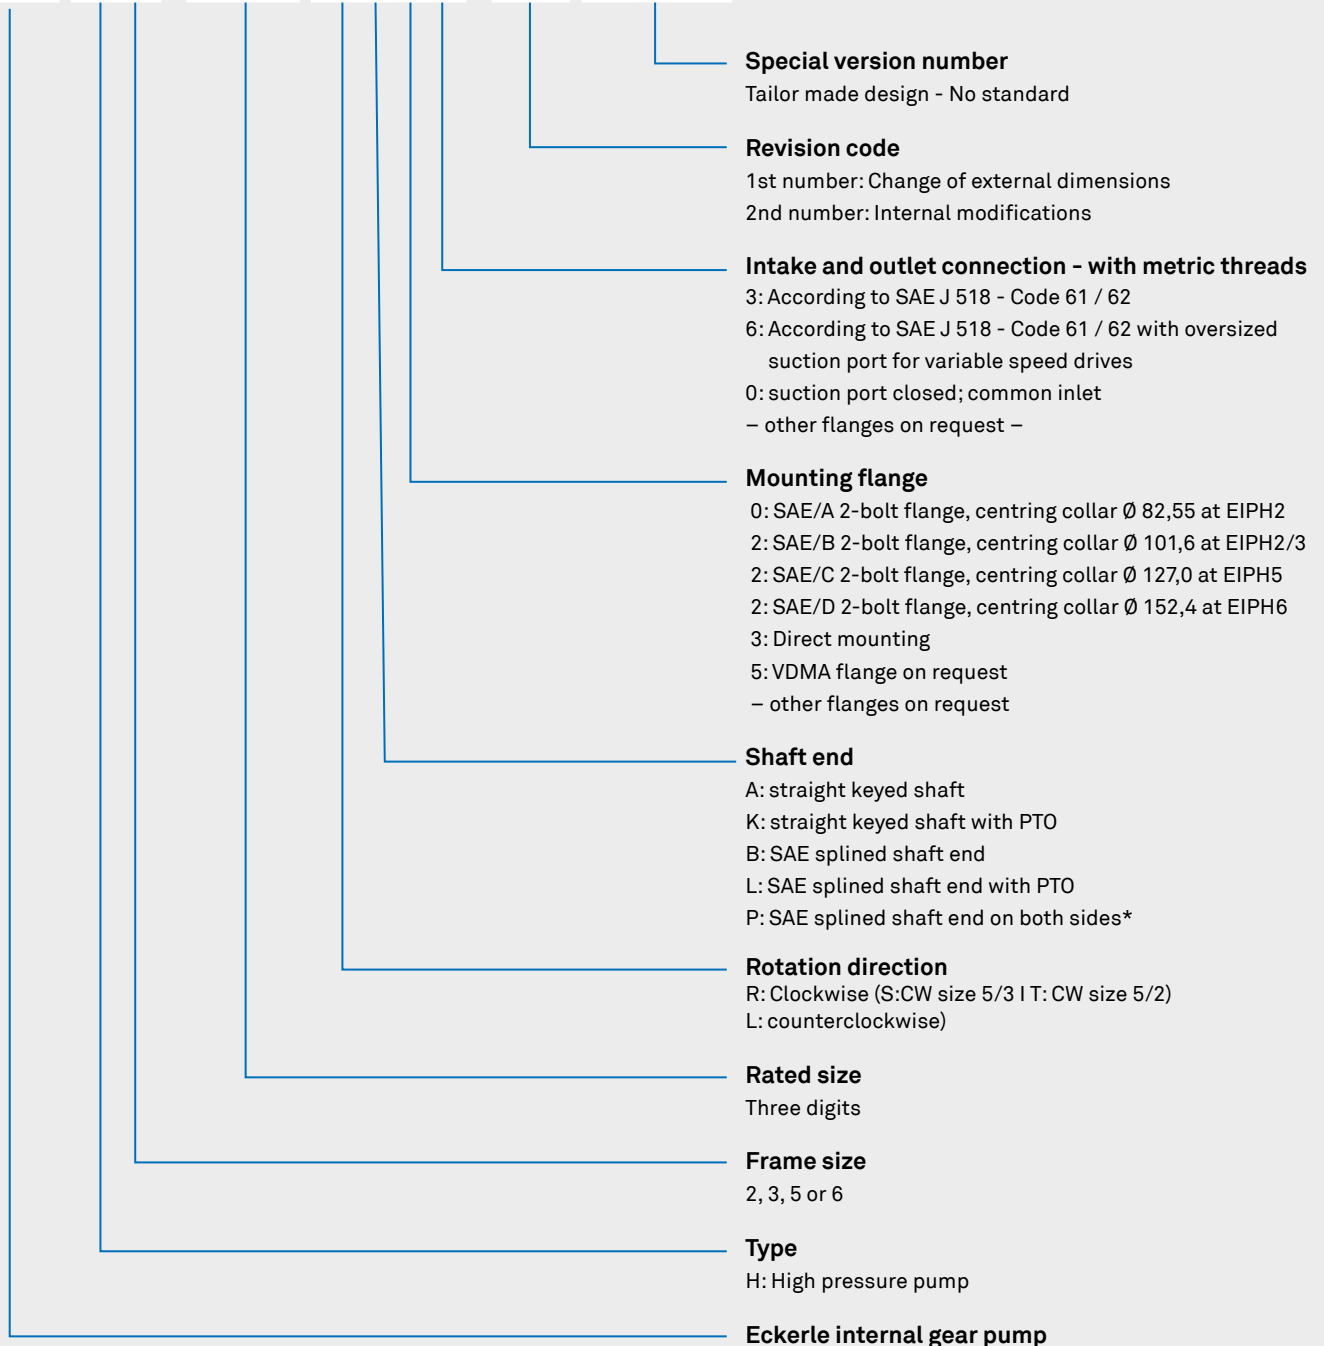 Special version number
Tailor made design - No standard
Revision code
1st number: Change of external dimensions
2nd number: Internal modifications
Intake and outlet connection - with metric threads
3: According to SAE J 518 - Code 61 / 62
6: According to SAE J 518 - Code 61 / 62 with oversized
suction port for variable speed drives
0: suction port closed; common inlet
– other flanges on request –
Mounting flange
0: SAE/A 2-bolt flange, centring collar Ø 82,55 at EIPH2
2: SAE/B 2-bolt flange, centring collar Ø 101,6 at EIPH2/3
2: SAE/C 2-bolt flange, centring collar Ø 127,0 at EIPH5
2: SAE/D 2-bolt flange, centring collar Ø 152,4 at EIPH6
3: Direct mounting
5: VDMA flange on request
– other flanges on request
Shaft end
A: straight keyed shaft
K: straight keyed shaft with PTO
B: SAE splined shaft end
L: SAE splined shaft end with PTO
P: SAE splined shaft end on both sides*
Rotation direction
R: Clockwise (S:CW size 5/3 I T: CW size 5/2)
L: counterclockwise)
Rated size
Three digits
Frame size
2, 3, 5 or 6
Type
H: High pressure pump
Eckerle internal gear pump